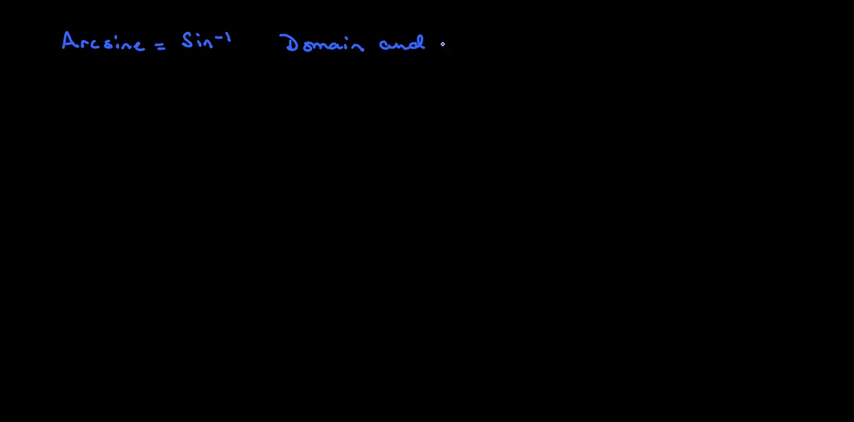 Arcsine = Sin⁻¹ Domain and